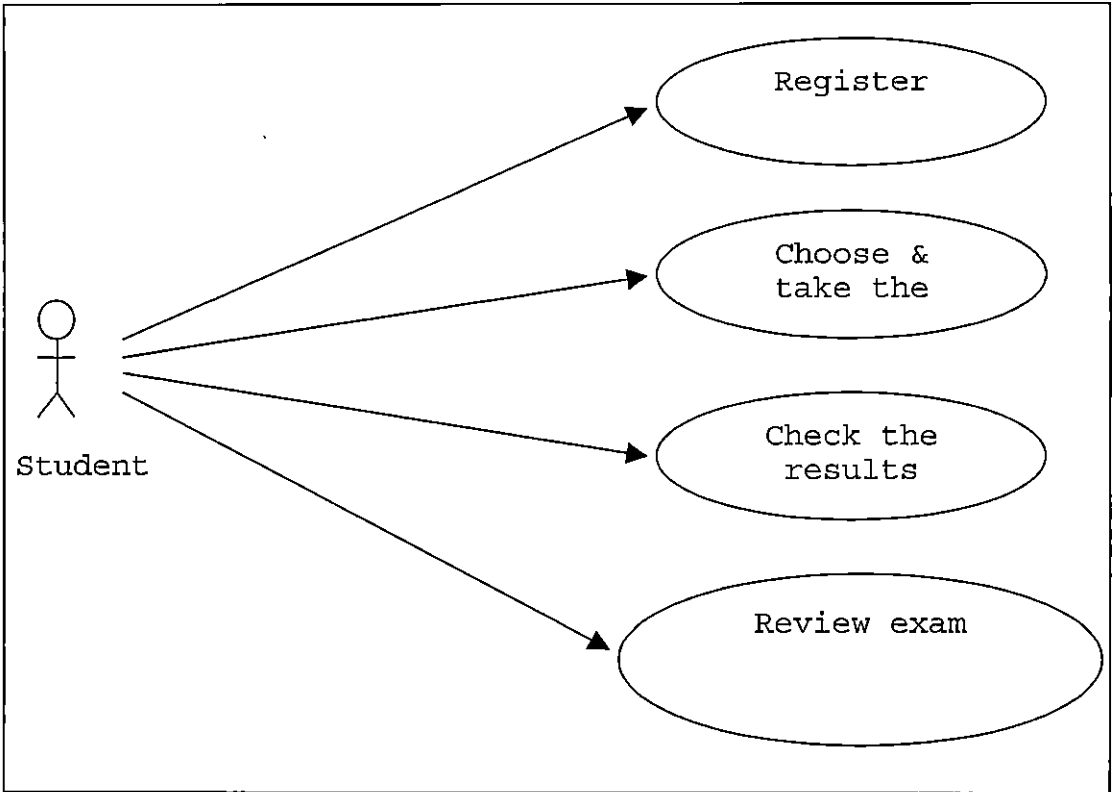 Register
Choose &
take the
Check the
results
Student
Review exam